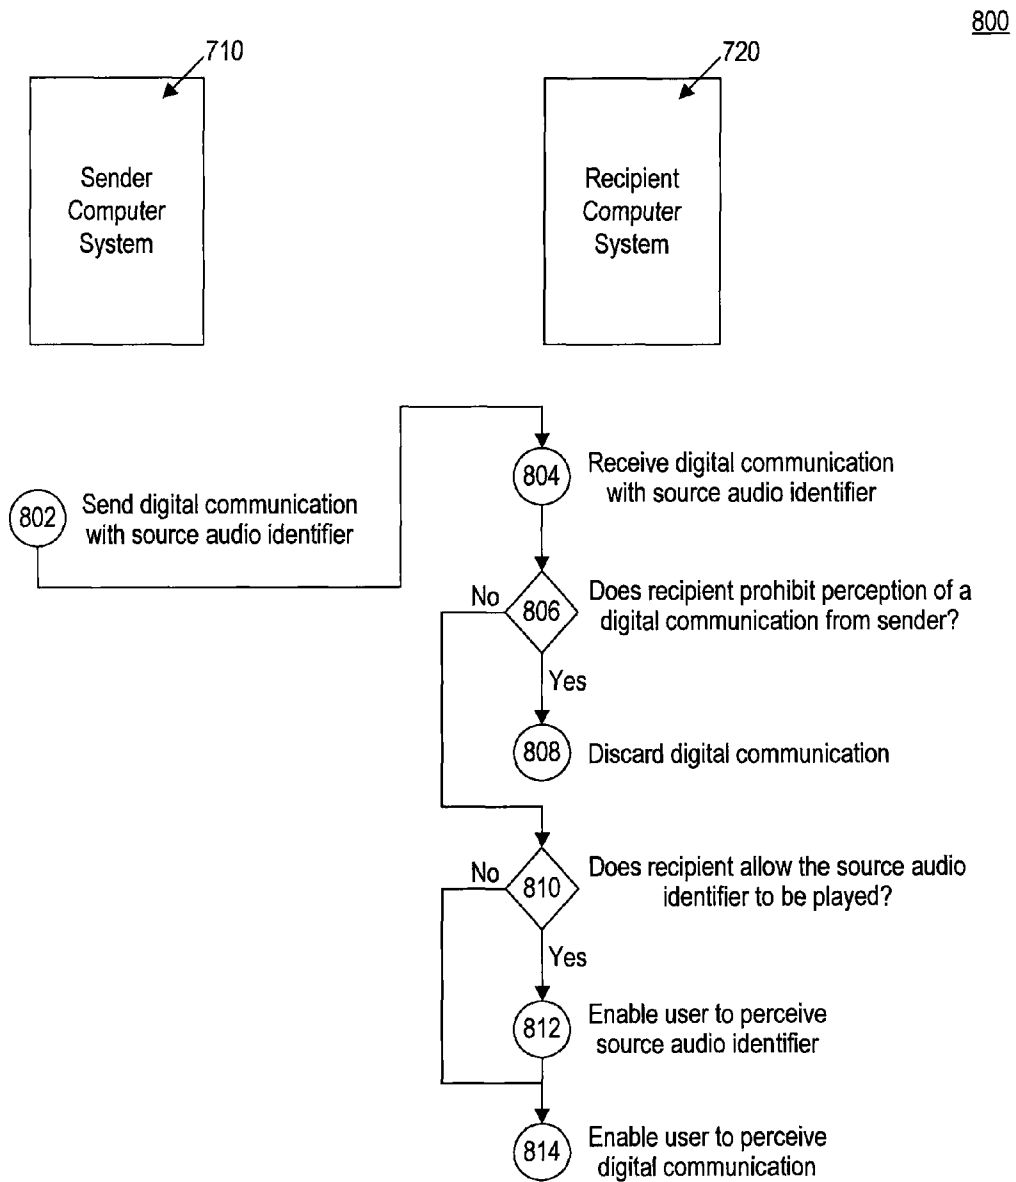 800
710
720
Sender
Computer
System
Recipient
Computer
System
802
Send digital communication
with source audio identifier
804
Receive digital communication
with source audio identifier
No
806
Does recipient prohibit perception of a
digital communication from sender?
Yes
808
Discard digital communication
No
810
Does recipient allow the source audio
identifier to be played?
Yes
812
Enable user to perceive
source audio identifier
814
Enable user to perceive
digital communication